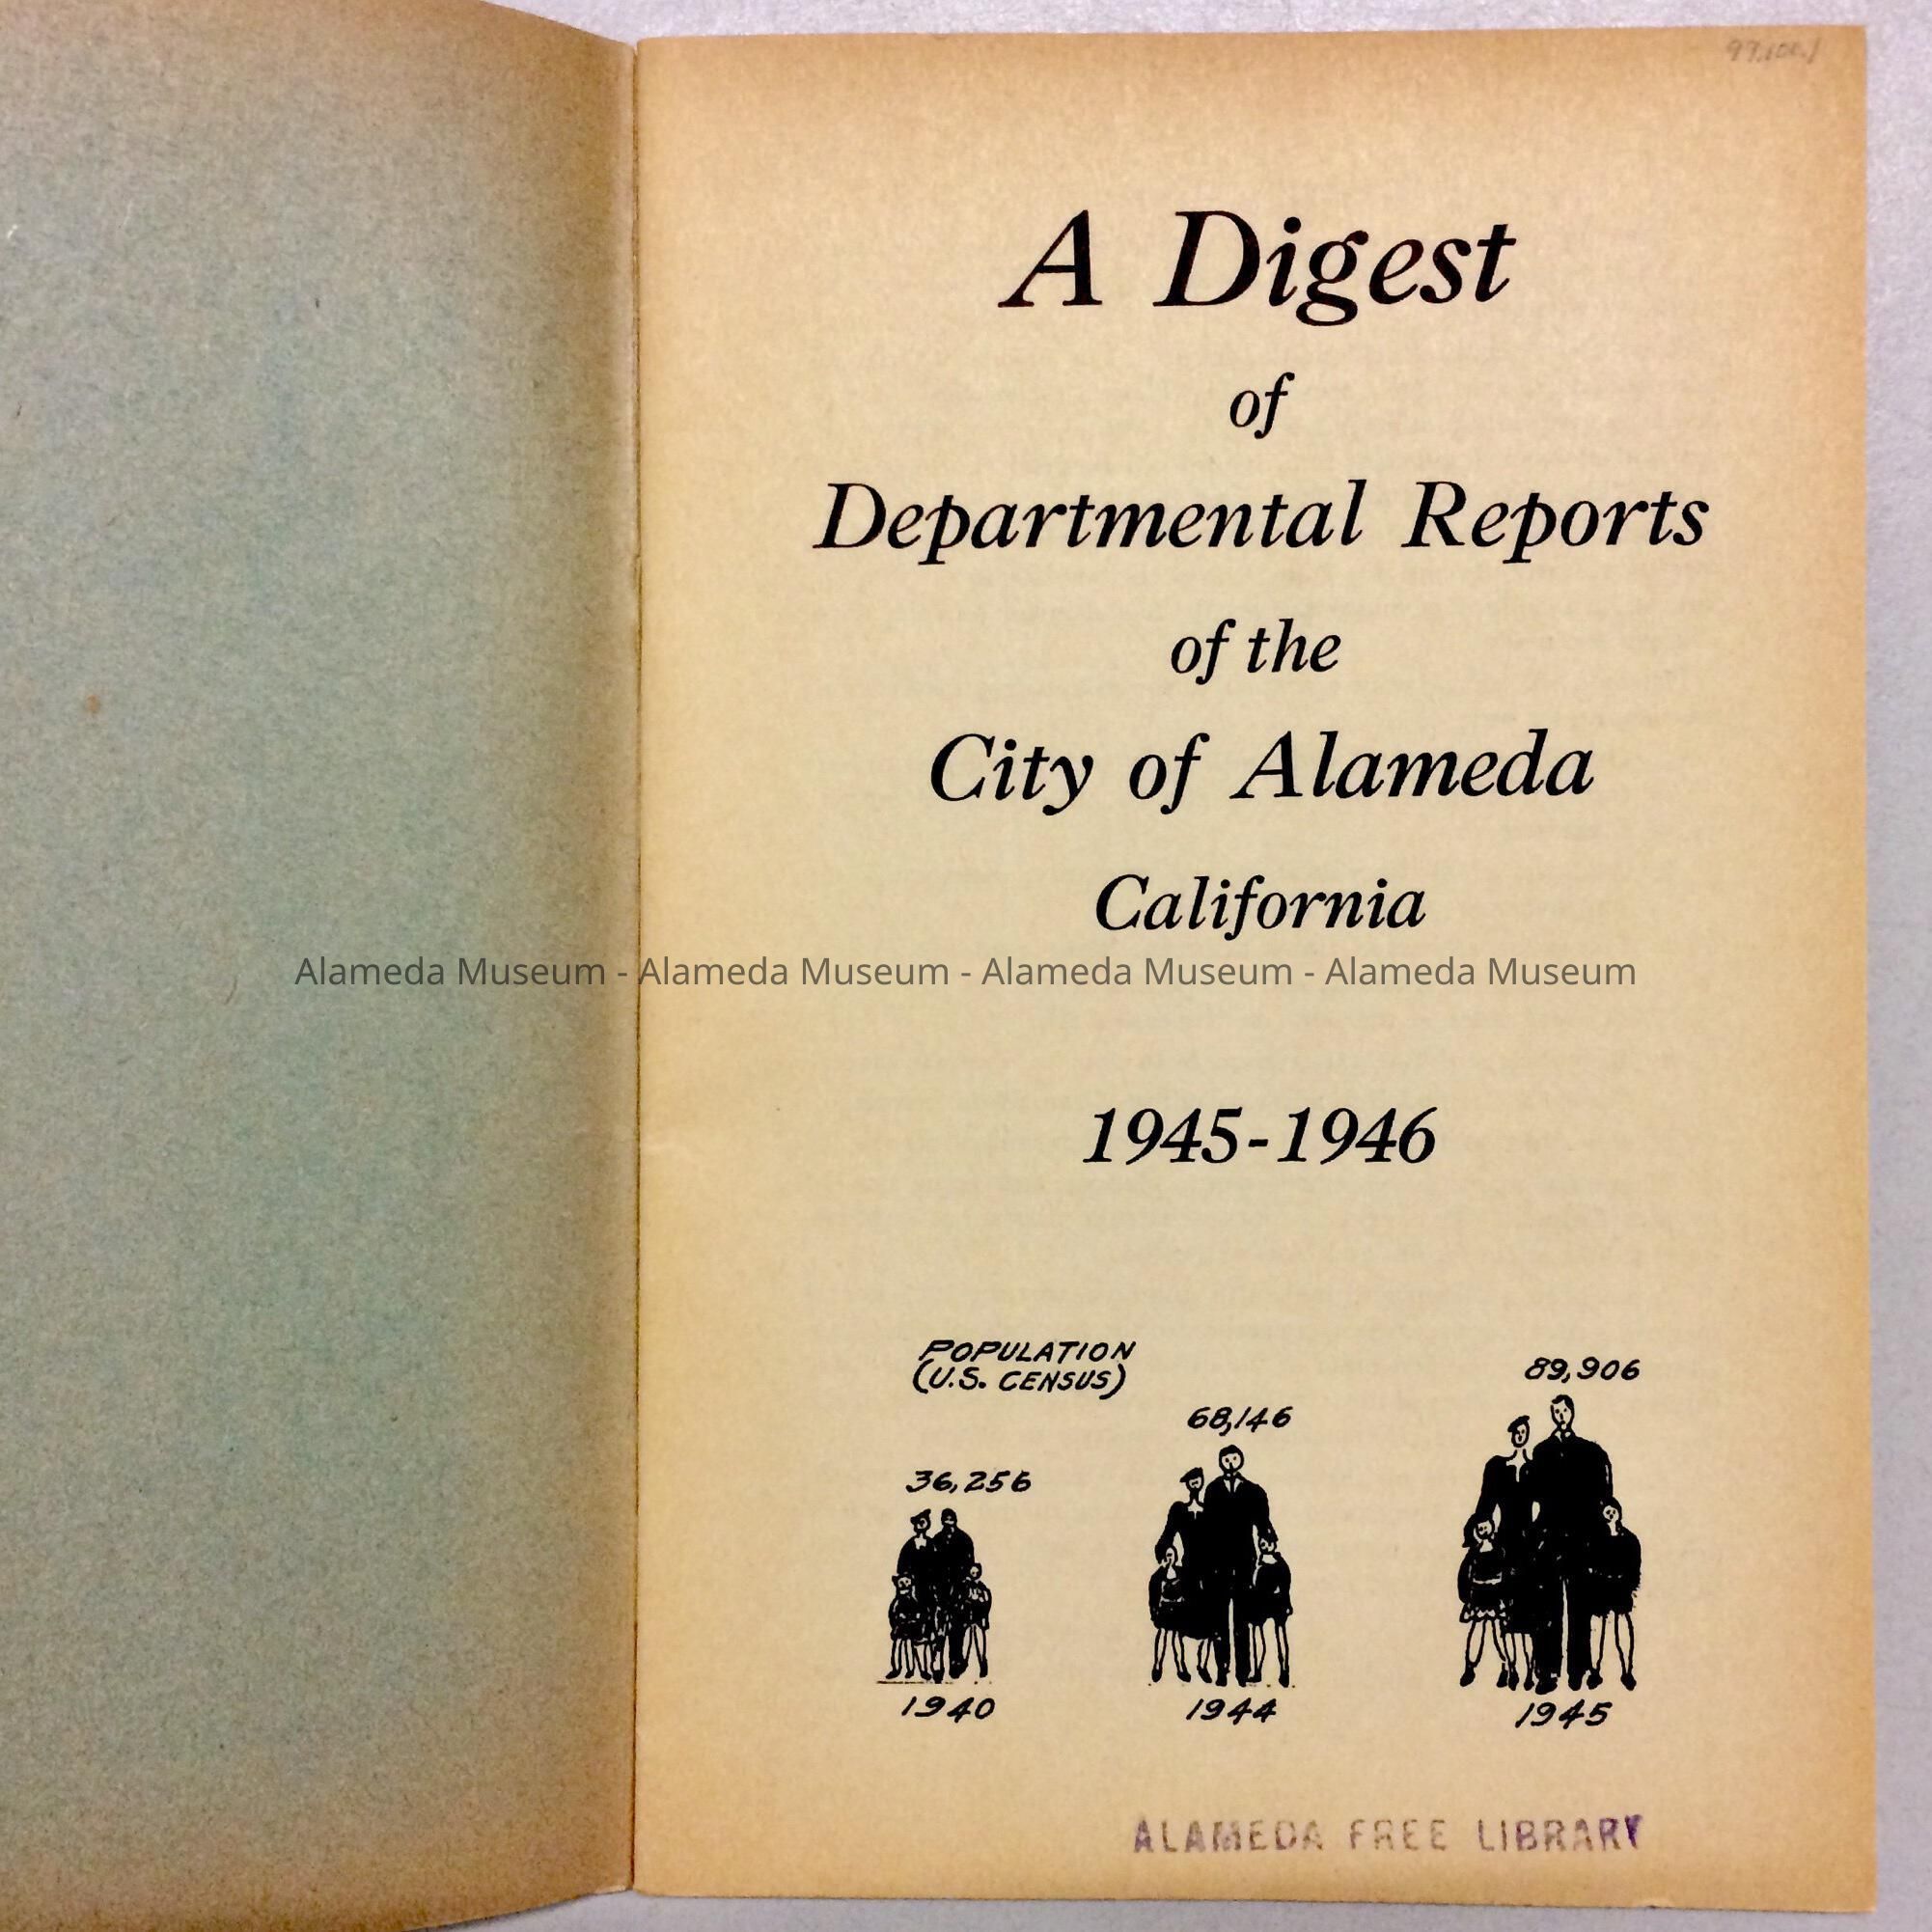 97.100.1
A Digest
of
Departmental Reports
of the
City of Alameda
California
Alameda Museum - Alameda Museum - Alameda Museum - Alameda Museum
1945-1946
POPULATION
(U.S. CENSUS)
36,256
68,146
89,906
1940
1944
1945
ALAMEDA FREE LIBRARY